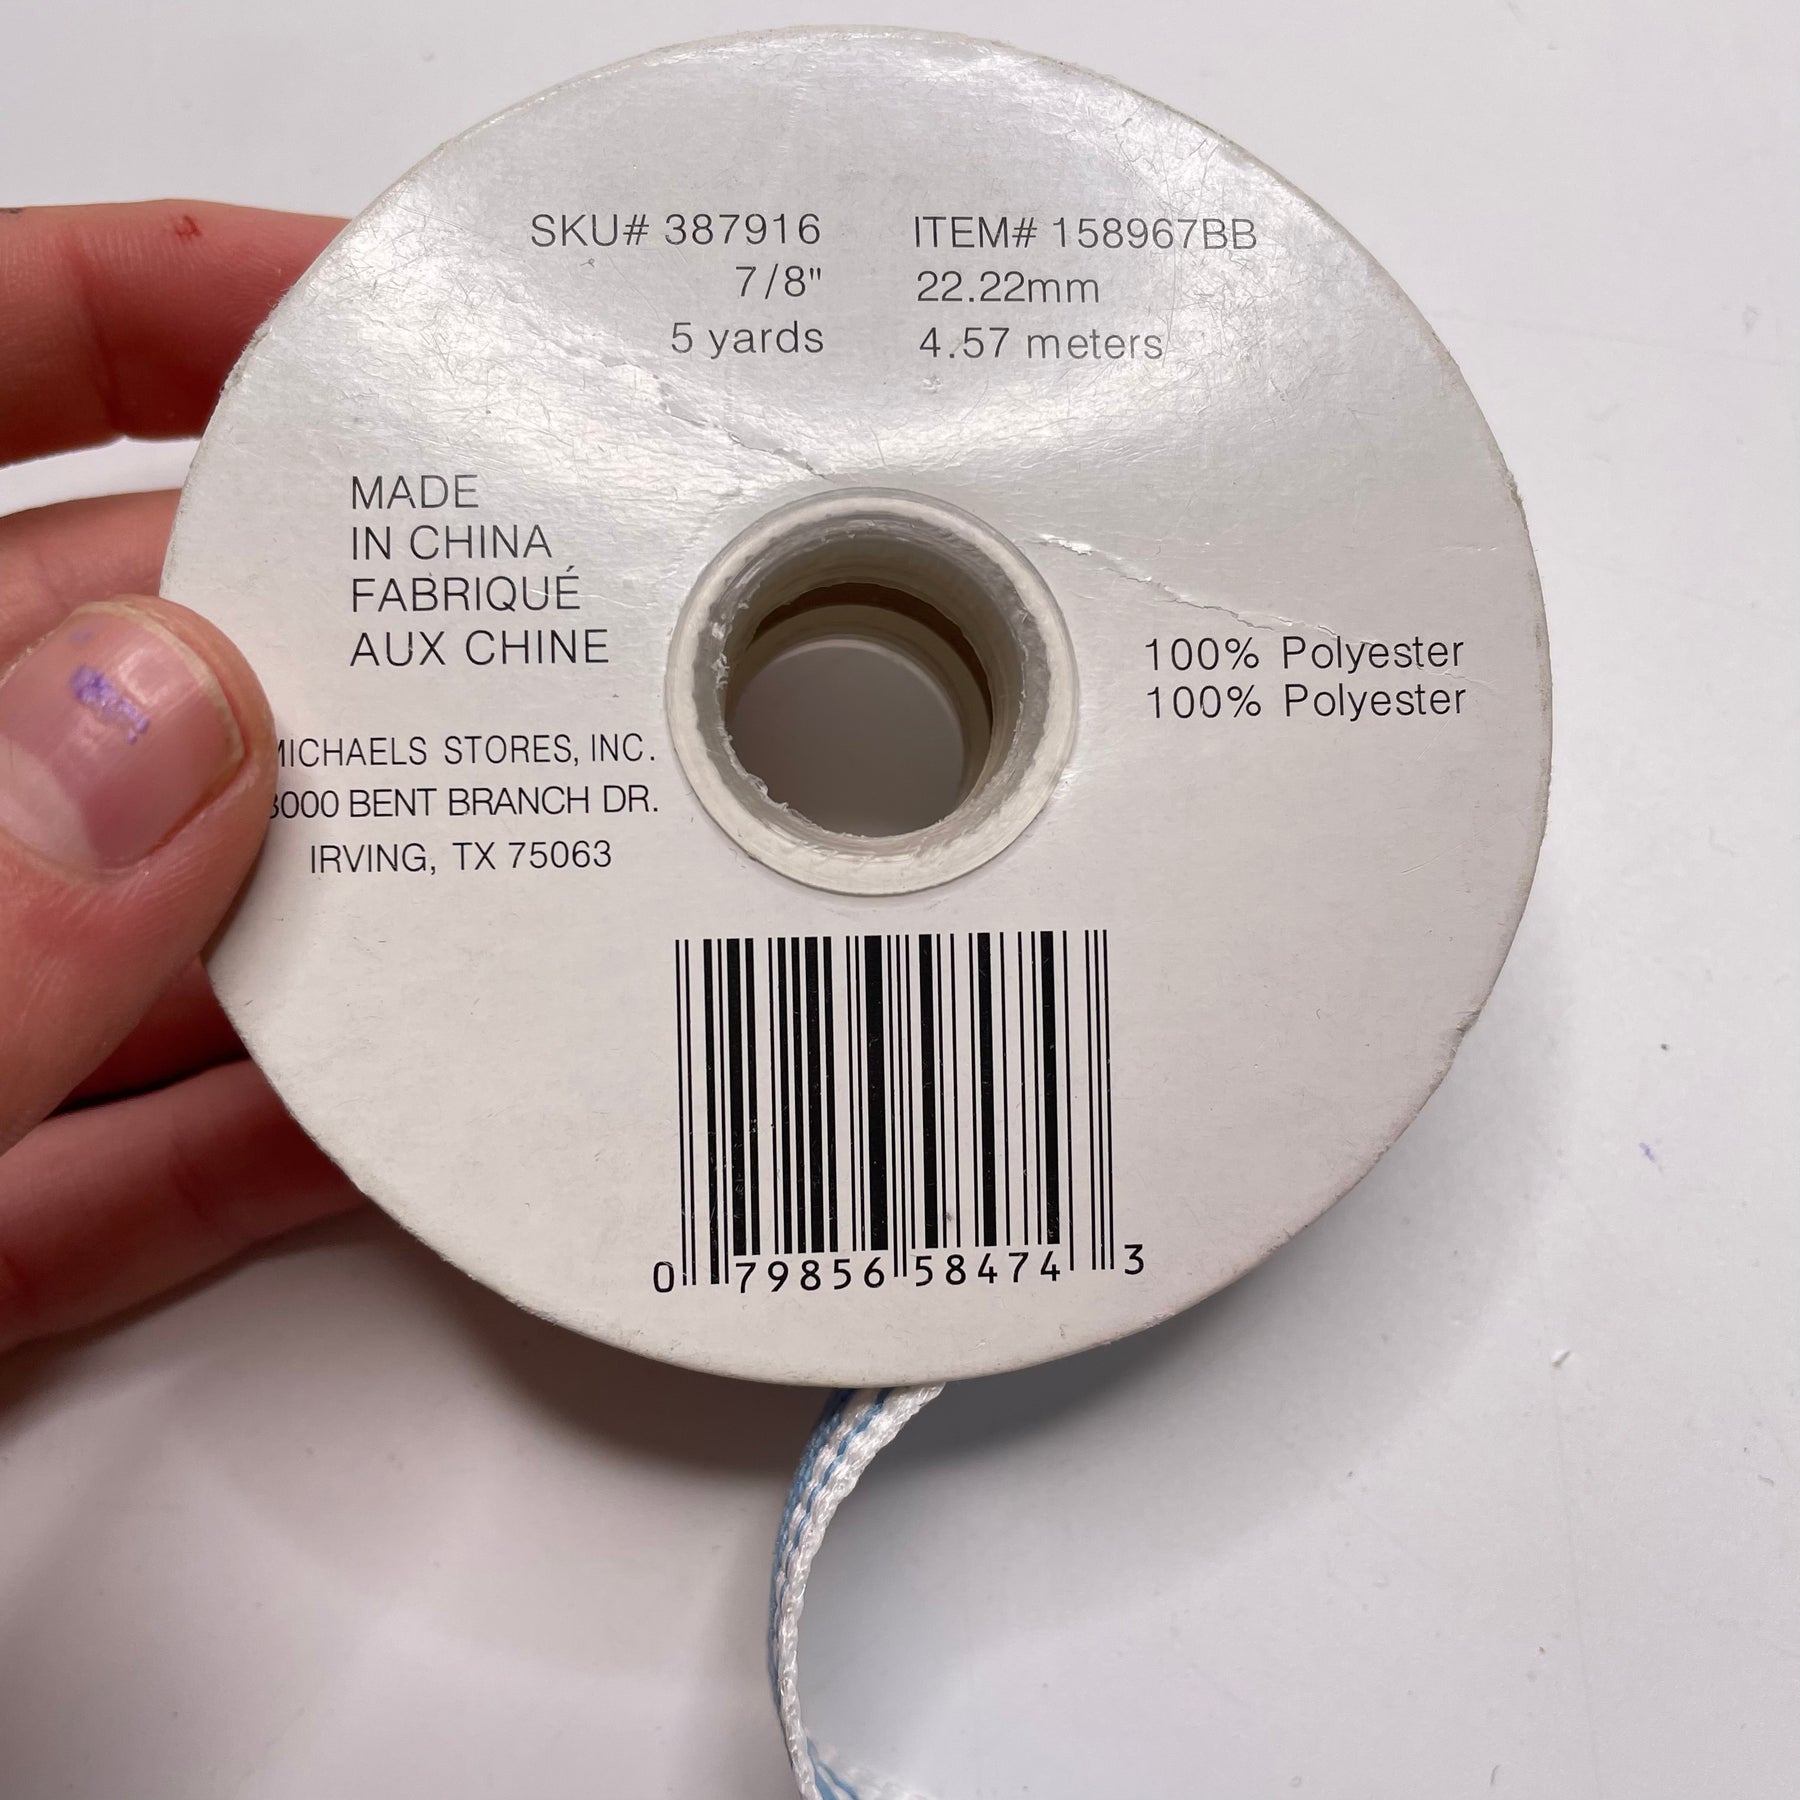 SKU# 387916 ITEM# 158967BB
7/8" 22.22mm
5 yards 4.57 meters
MADE
IN CHINA
FABRIQUÉ
AUX CHINE
100% Polyester
100% Polyester
MICHAELS STORES, INC.
8000 BENT BRANCH DR.
IRVING, TX 75063
0 79856 58474 3